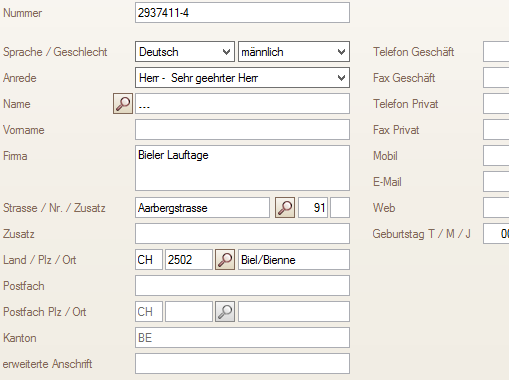 Nummer 2937411-4
Sprache / Geschlecht Deutsch männlich Telefon Geschäft
Anrede Herr - Sehr geehrter Herr Fax Geschäft
Name --- Telefon Privat
Vorname Fax Privat
Firma Bieler Lauftage Mobil
E-Mail
Strasse / Nr. / Zusatz Aarbergstrasse 91 Web
Zusatz Geburtstag T / M / J
Land / Plz / Ort CH 2502 Biel/Bienne
Postfach
Postfach Plz / Ort CH
Kanton BE
erweiterte Anschrift